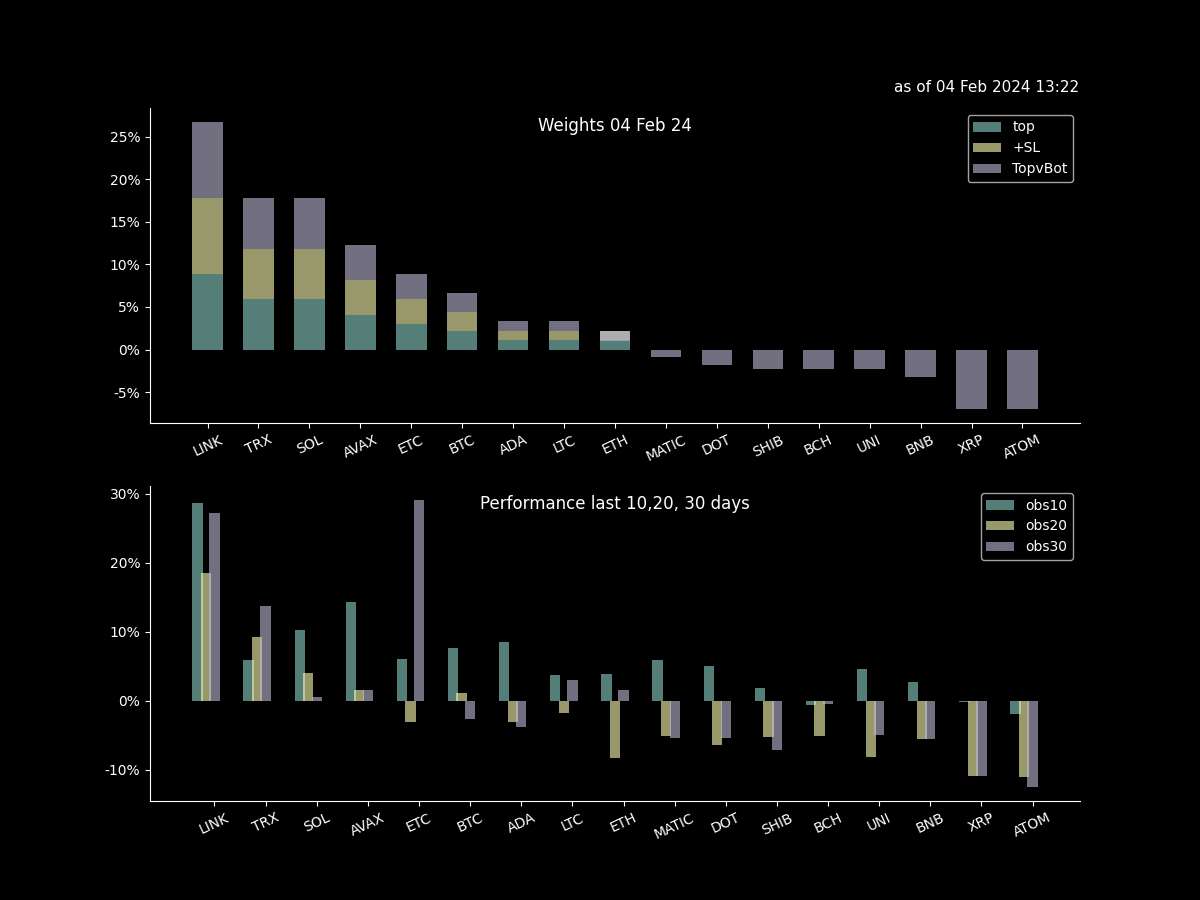 as of 04 Feb 2024 13:22
Weights 04 Feb 24
top
+SL
TopvBot
25%
20%
15%
10%
5%
0%
-5%
LINK TRX SOL AVAX ETC BTC ADA LTC ETH MATIC DOT SHIB BCH UNI BNB XRP ATOM
Performance last 10,20, 30 days
obs10
obs20
obs30
30%
20%
10%
0%
-10%
LINK TRX SOL AVAX ETC BTC ADA LTC ETH MATIC DOT SHIB BCH UNI BNB XRP ATOM